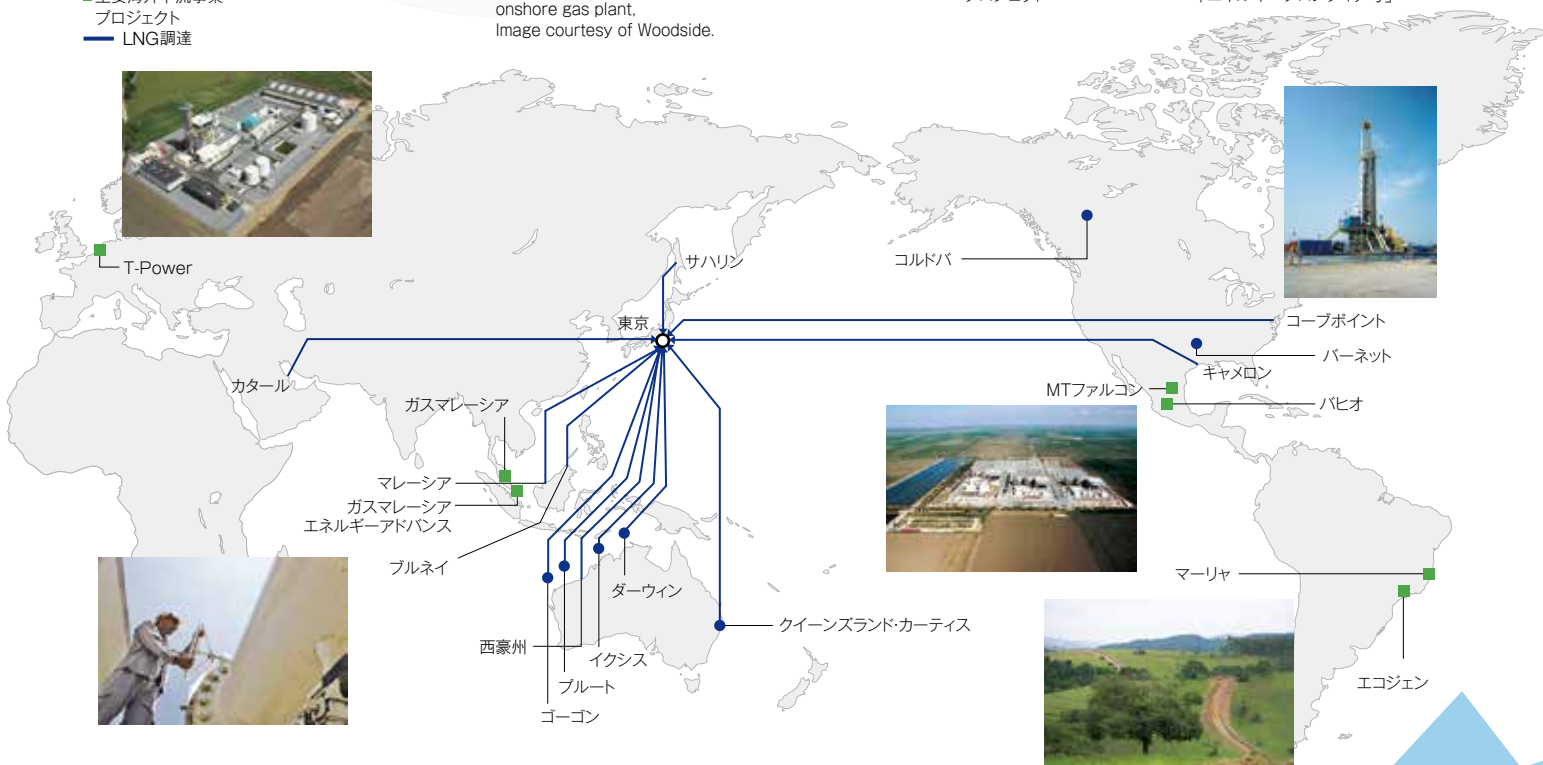 プロジェクト
LNG調達
onshore gas plant,
Image courtesy of Woodside.
T-Power
サハリン
東京
コルドバ
コーブポイント
バーネット
キャメロン
カタール
MTファルコン
バヒオ
ガスマレーシア
マレーシア
ガスマレーシア
エネルギーアドバンス
ブルネイ
ダーウィン
マーリャ
クイーンズランド・カーティス
西豪州
イクシス
プルート
エコジェン
ゴーゴン